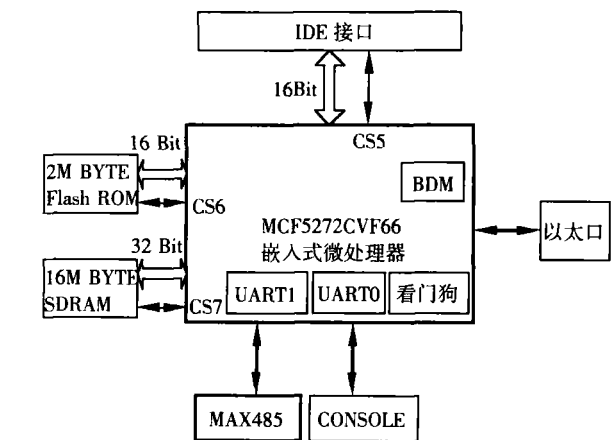 IDE 接口
16Bit
CS5
16 Bit
2M BYTE
Flash ROM
CS6
BDM
MCF5272CVF66
嵌入式微处理器
以太口
32 Bit
16M BYTE
SDRAM
CS7
UART1
UART0
看门狗
MAX485
CONSOLE